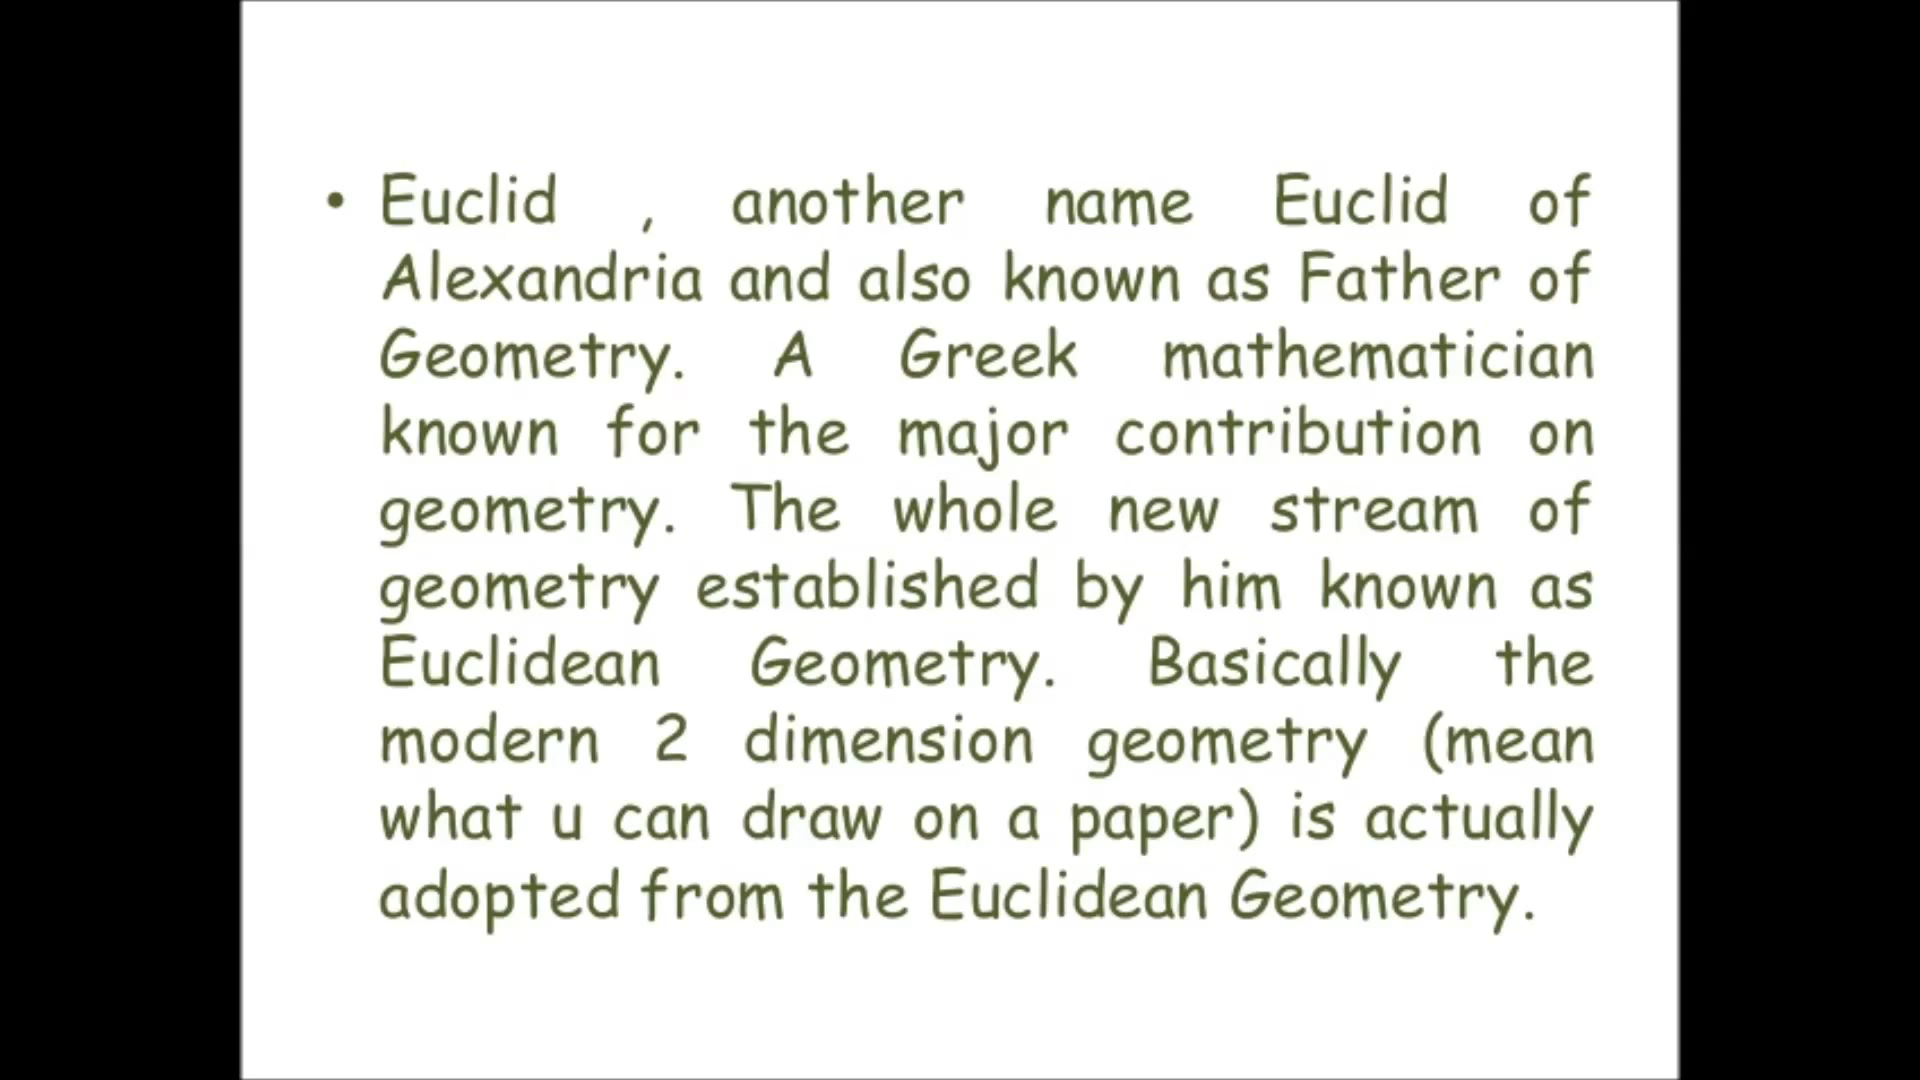 • Euclid , another name Euclid of
Alexandria and also known as Father of
Geometry. A Greek mathematician
known for the major contribution on
geometry. The whole new stream of
geometry established by him known as
Euclidean Geometry. Basically the
modern 2 dimension geometry (mean
what u can draw on a paper) is actually
adopted from the Euclidean Geometry.